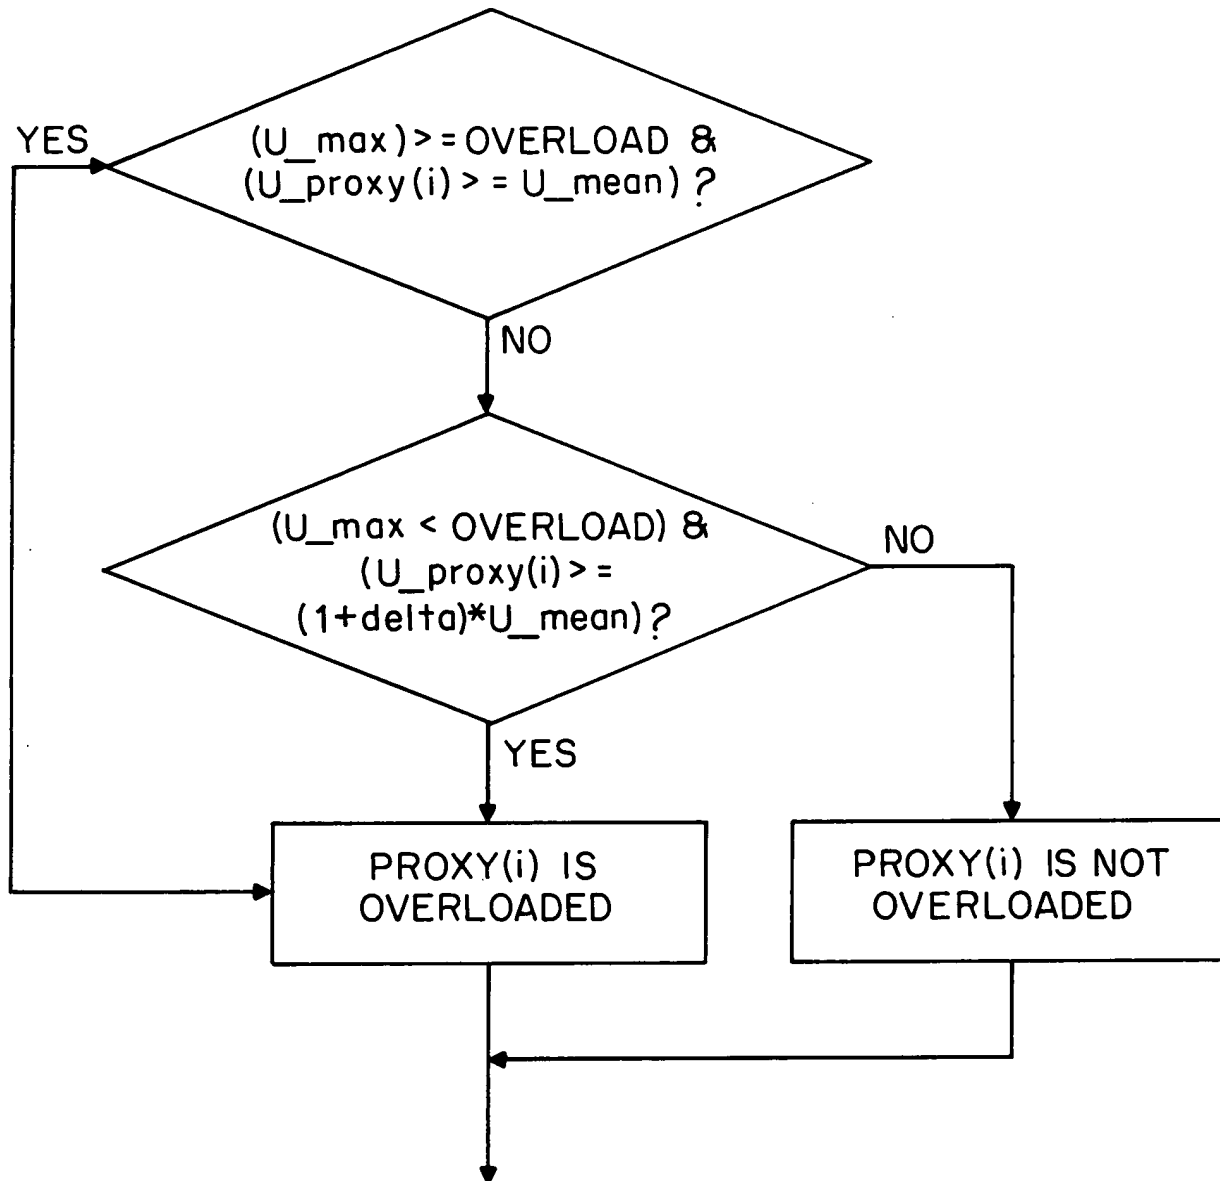 YES
(U_max) >= OVERLOAD &
(U_proxy(i) >= U_mean) ?
NO
(U_max < OVERLOAD) &
(U_proxy(i) >=
(1+delta)*U_mean) ?
NO
YES
PROXY(i) IS
OVERLOADED
PROXY(i) IS NOT
OVERLOADED